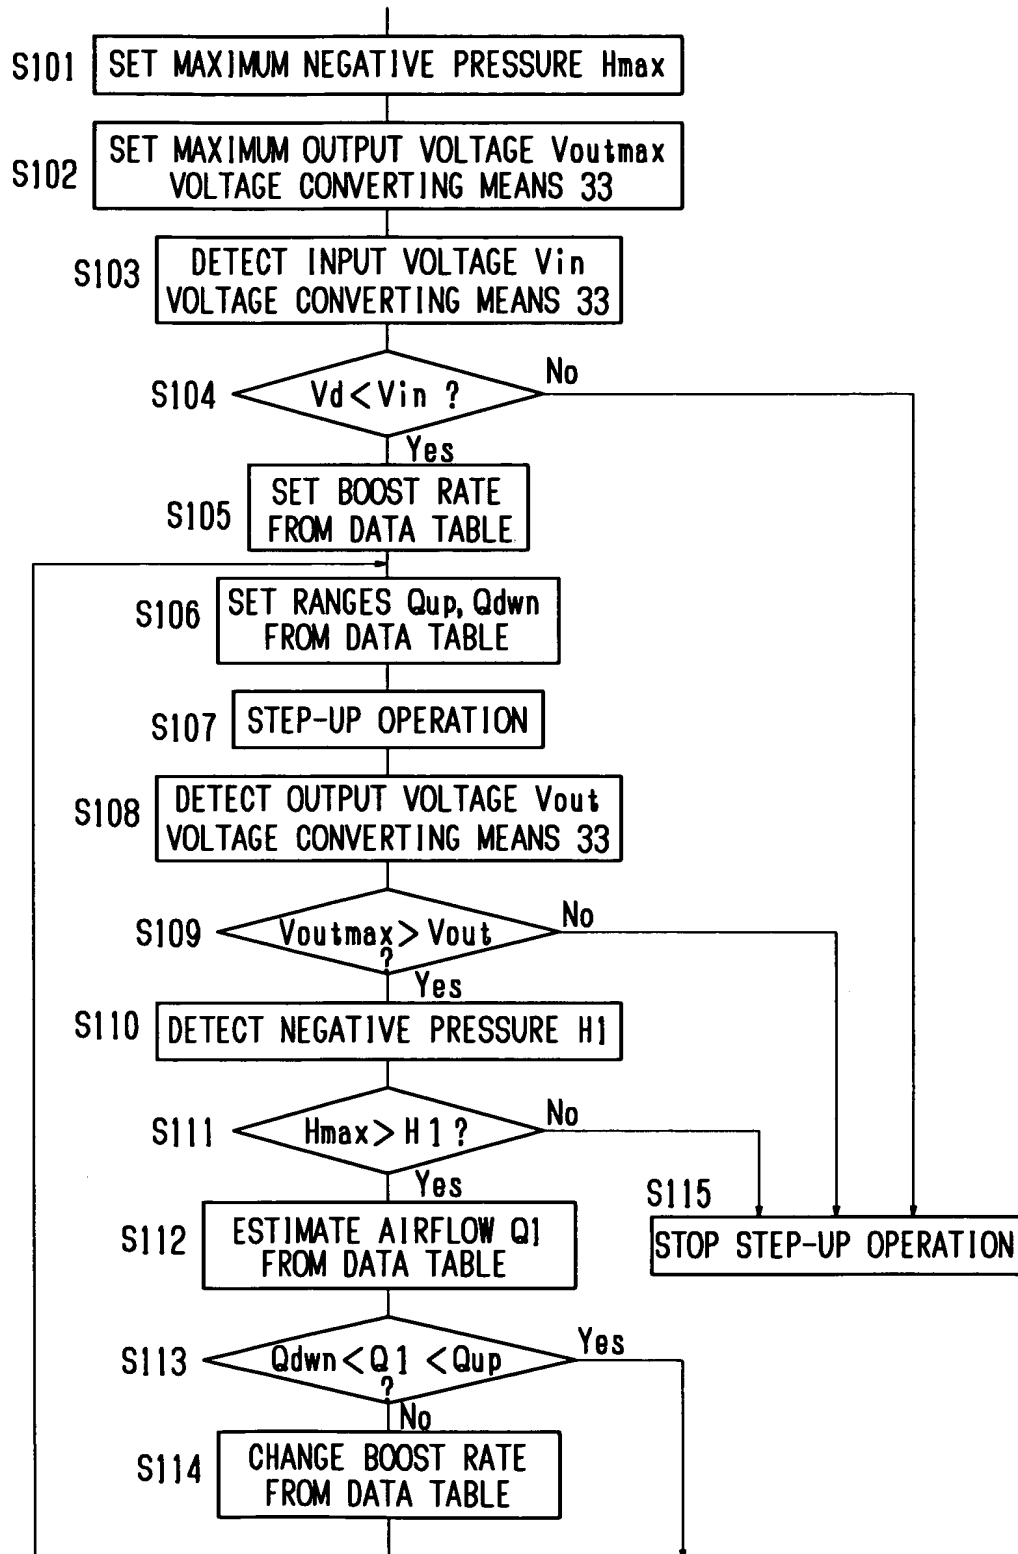 S101
SET MAXIMUM NEGATIVE PRESSURE Hmax
S102
SET MAXIMUM OUTPUT VOLTAGE Voutmax
VOLTAGE CONVERTING MEANS 33
S103
DETECT INPUT VOLTAGE Vin
VOLTAGE CONVERTING MEANS 33
S104
Vd<Vin ?
No
Yes
S105
SET BOOST RATE
FROM DATA TABLE
S106
SET RANGES Qup, Qdwn
FROM DATA TABLE
S107
STEP-UP OPERATION
S108
DETECT OUTPUT VOLTAGE Vout
VOLTAGE CONVERTING MEANS 33
S109
Voutmax>Vout
?
No
Yes
S110
DETECT NEGATIVE PRESSURE H1
S111
Hmax>H1?
No
Yes
S112
ESTIMATE AIRFLOW Q1
FROM DATA TABLE
S115
STOP STEP-UP OPERATION
S113
Qdwn<Q1<Qup
?
Yes
No
S114
CHANGE BOOST RATE
FROM DATA TABLE